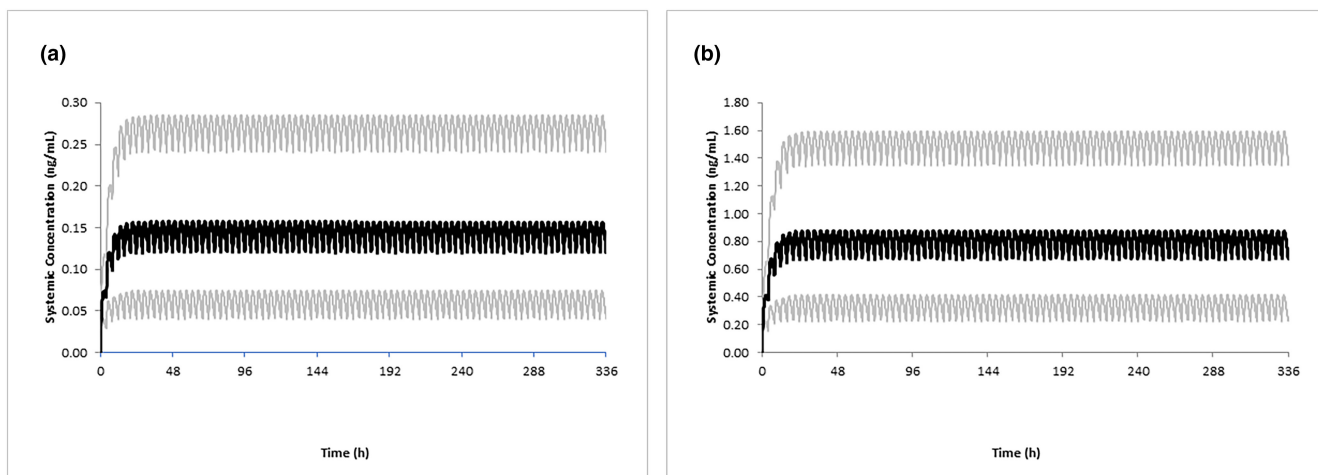 (a)
Systemic Concentration (ng/mL)
0.30
0.25
0.20
0.15
0.10
0.05
0.00
0 48 96 144 192 240 288 336
Time (h)
(b)
Systemic Concentration (ng/mL)
1.80
1.60
1.40
1.20
1.00
0.80
0.60
0.40
0.20
0.00
0 48 96 144 192 240 288 336
Time (h)